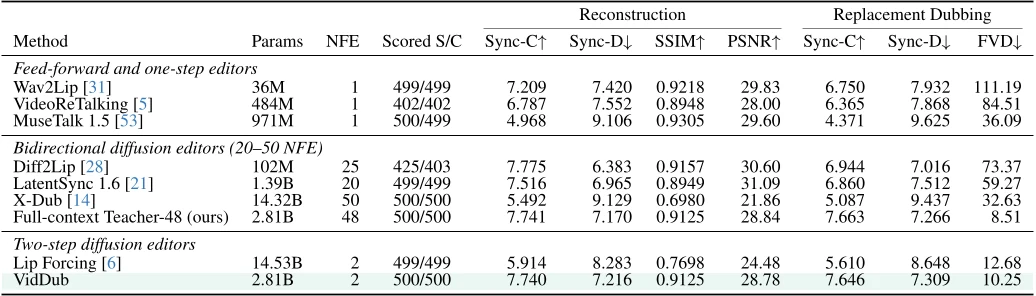 Reconstruction Replacement Dubbing
Method Params NFE Scored S/C Sync-C↑ Sync-D↓ SSIM↑ PSNR↑ Sync-C↑ Sync-D↓ FVD↓
Feed-forward and one-step editors
Wav2Lip [31] 36M 1 499/499 7.209 7.420 0.9218 29.83 6.750 7.932 111.19
VideoReTalking [5] 484M 1 402/402 6.787 7.552 0.8948 28.00 6.365 7.868 84.51
MuseTalk 1.5 [53] 971M 1 500/499 4.968 9.106 0.9305 29.60 4.371 9.625 36.09
Bidirectional diffusion editors (20–50 NFE)
Diff2Lip [28] 102M 25 425/403 7.775 6.383 0.9157 30.60 6.944 7.016 73.37
LatentSync 1.6 [21] 1.39B 20 499/499 7.516 6.965 0.8949 31.09 6.860 7.512 59.27
X-Dub [14] 14.32B 50 500/500 5.492 9.129 0.6980 21.86 5.087 9.437 32.63
Full-context Teacher-48 (ours) 2.81B 48 500/500 7.741 7.170 0.9125 28.84 7.663 7.266 8.51
Two-step diffusion editors
Lip Forcing [6] 14.53B 2 499/499 5.914 8.283 0.7698 24.48 5.610 8.648 12.68
VidDub 2.81B 2 500/500 7.740 7.216 0.9125 28.78 7.646 7.309 10.25